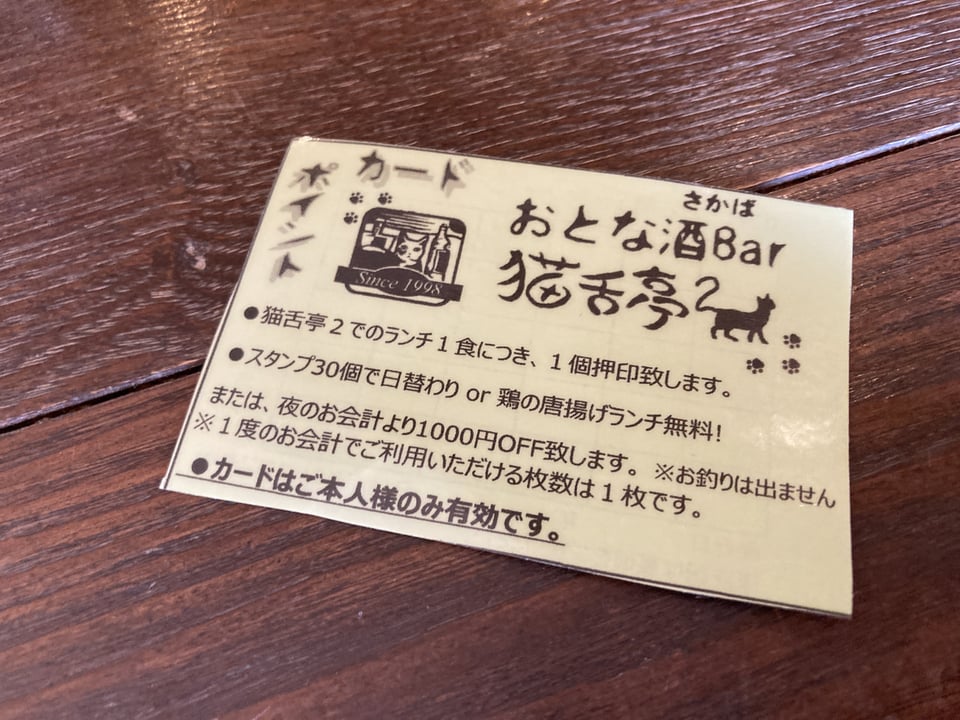 ポイント
カード
さかば
おとな酒Bar
猫舌亭2
Since 1998
●猫舌亭2でのランチ1食につき、1個押印致します。
●スタンプ30個で日替わり or 鶏の唐揚げランチ無料!
または、夜のお会計より1000円OFF致します。 ※お釣りは出ません
※1度のお会計でご利用いただける枚数は1枚です。
●カードはご本人様のみ有効です。